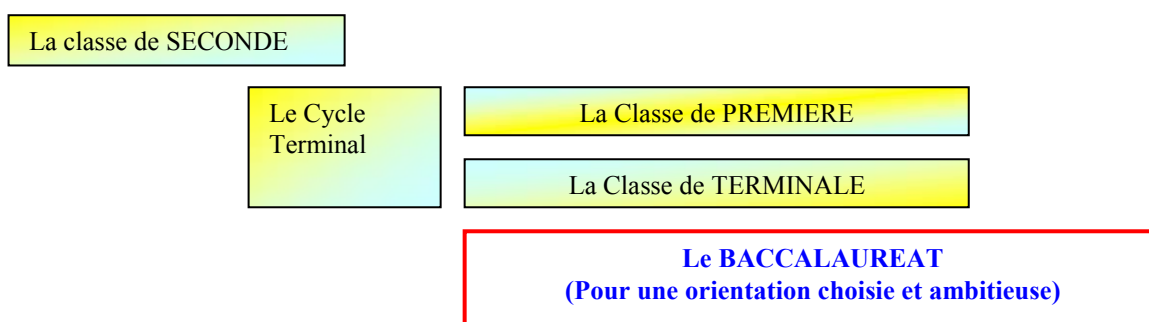 La classe de SECONDE
Le Cycle
Terminal
La Classe de PREMIERE
La Classe de TERMINALE
Le BACCALAUREAT
(Pour une orientation choisie et ambitieuse)